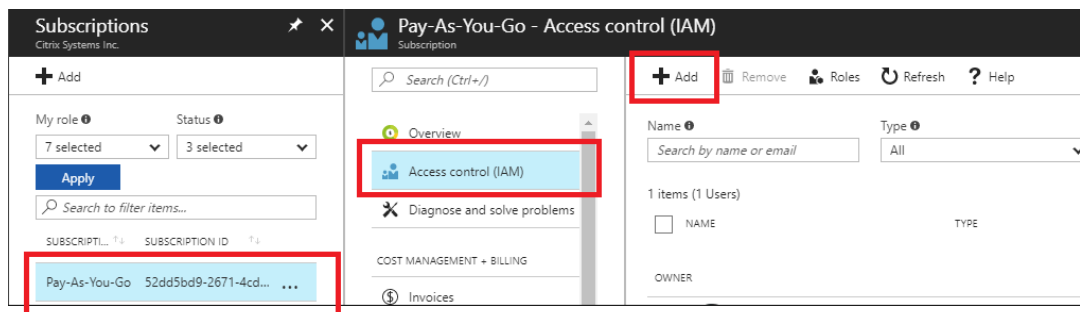 Subscriptions
Citrix Systems Inc.
Add
My role
Status
7 selected
3 selected
Apply
Search to filter items...
SUBSCRIPTI...
SUBSCRIPTION ID
Pay-As-You-Go
52dd5bd9-2671-4cd...
...
Pay-As-You-Go - Access control (IAM)
Subscription
Search (Ctrl+/)
Overview
Access control (IAM)
Diagnose and solve problems
COST MANAGEMENT + BILLING
Invoices
Add
Remove
Roles
Refresh
? Help
Name
Type
Search by name or email
All
1 items (1 Users)
NAME
TYPE
OWNER